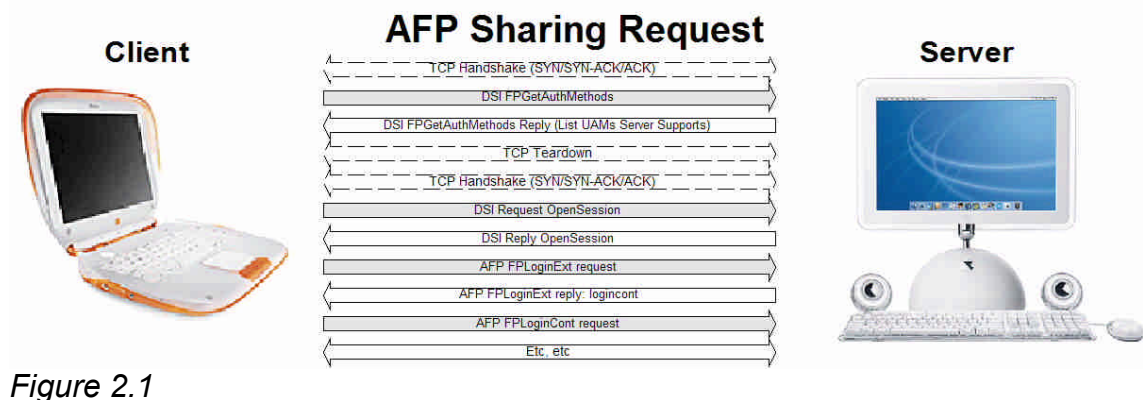 AFP Sharing Request
Client
Server
TCP Handshake (SYN/SYN-ACK/ACK)
DSI FPGetAuthMethods
DSI FPGetAuthMethods Reply (List UAMs Server Supports)
TCP Teardown
TCP Handshake (SYN/SYN-ACK/ACK)
DSI Request OpenSession
DSI Reply OpenSession
AFP FPLoginExt request
AFP FPLoginExt reply: logincont
AFP FPLoginCont request
Etc, etc
Figure 2.1